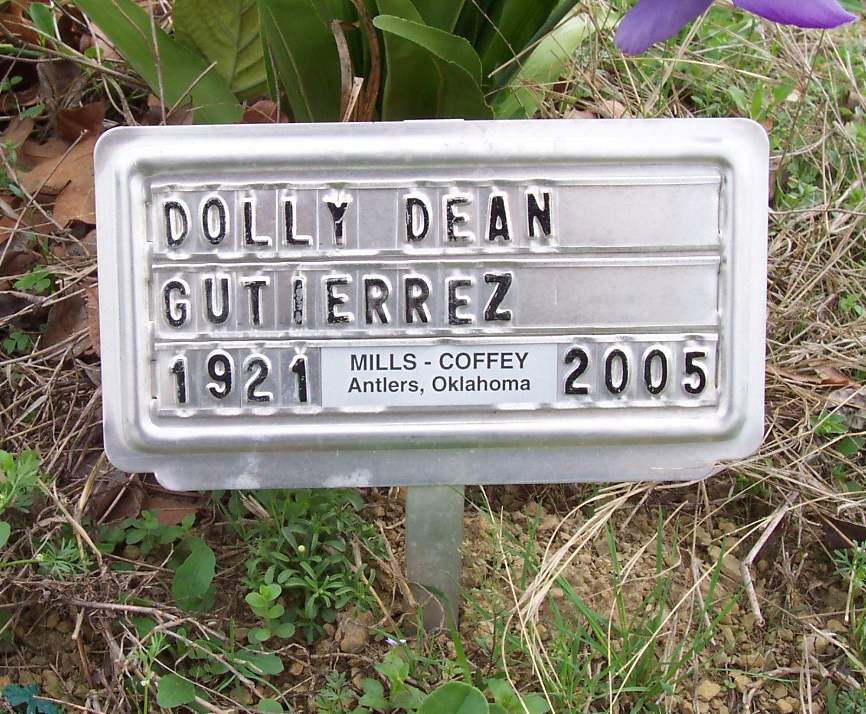 DOLLY DEAN
GUTIERREZ
1921 MILLS - COFFEY 2005
Antlers, Oklahoma